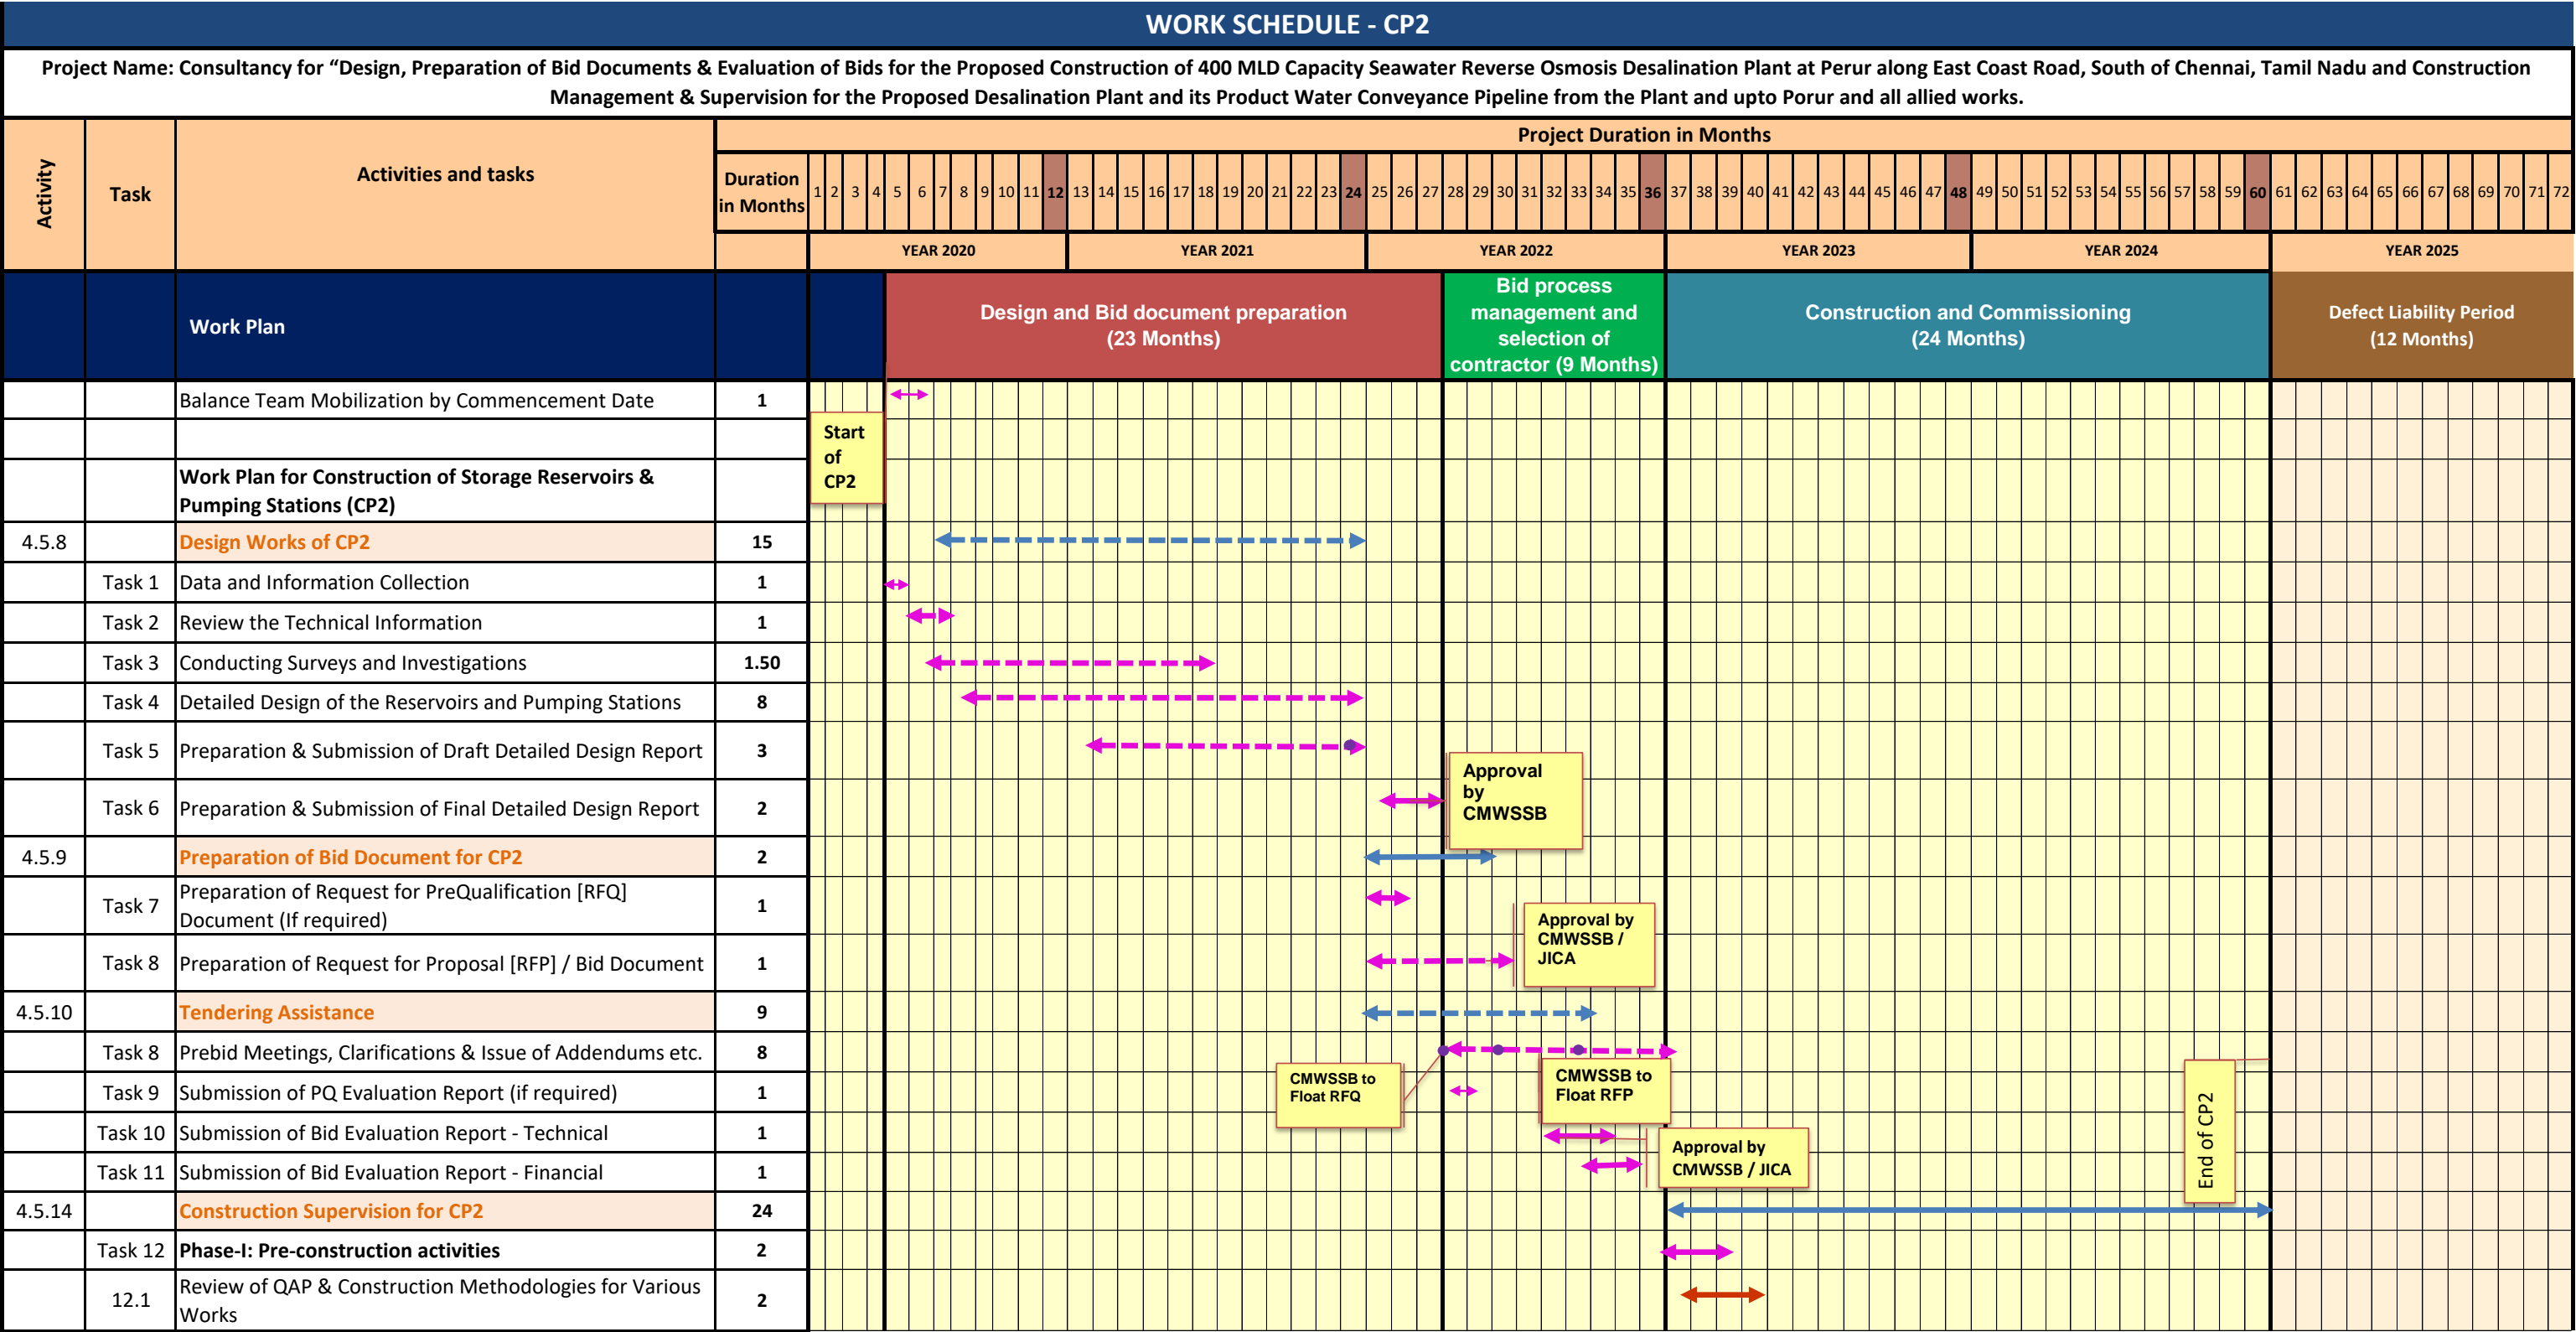 WORK SCHEDULE - CP2
Project Name: Consultancy for “Design, Preparation of Bid Documents & Evaluation of Bids for the Proposed Construction of 400 MLD Capacity Seawater Reverse Osmosis Desalination Plant at Perur along East Coast Road, South of Chennai, Tamil Nadu and Construction
Management & Supervision for the Proposed Desalination Plant and its Product Water Conveyance Pipeline from the Plant and upto Porur and all allied works.
Activity
Task
Activities and tasks
Project Duration in Months
Duration
in Months
1 2 3 4 5 6 7 8 9 10 11 12 13 14 15 16 17 18 19 20 21 22 23 24 25 26 27 28 29 30 31 32 33 34 35 36 37 38 39 40 41 42 43 44 45 46 47 48 49 50 51 52 53 54 55 56 57 58 59 60 61 62 63 64 65 66 67 68 69 70 71 72
YEAR 2020 YEAR 2021 YEAR 2022 YEAR 2023 YEAR 2024 YEAR 2025
Work Plan
Design and Bid document preparation
(23 Months)
Bid process
management and
selection of
contractor (9 Months)
Construction and Commissioning
(24 Months)
Defect Liability Period
(12 Months)
Balance Team Mobilization by Commencement Date 1
Start
of
CP2
Work Plan for Construction of Storage Reservoirs &
Pumping Stations (CP2)
4.5.8 Design Works of CP2 15
Task 1 Data and Information Collection 1
Task 2 Review the Technical Information 1
Task 3 Conducting Surveys and Investigations 1.50
Task 4 Detailed Design of the Reservoirs and Pumping Stations 8
Task 5 Preparation & Submission of Draft Detailed Design Report 3
Approval
by
CMWSSB
Task 6 Preparation & Submission of Final Detailed Design Report 2
4.5.9 Preparation of Bid Document for CP2 2
Task 7 Preparation of Request for PreQualification [RFQ]
Document (If required) 1
Approval by
CMWSSB /
JICA
Task 8 Preparation of Request for Proposal [RFP] / Bid Document 1
4.5.10 Tendering Assistance 9
Task 8 Prebid Meetings, Clarifications & Issue of Addendums etc. 8
CMWSSB to
Float RFQ
CMWSSB to
Float RFP
End of CP2
Task 9 Submission of PQ Evaluation Report (if required) 1
Task 10 Submission of Bid Evaluation Report - Technical 1
Approval by
CMWSSB / JICA
Task 11 Submission of Bid Evaluation Report - Financial 1
4.5.14 Construction Supervision for CP2 24
Task 12 Phase-I: Pre-construction activities 2
12.1 Review of QAP & Construction Methodologies for Various
Works 2